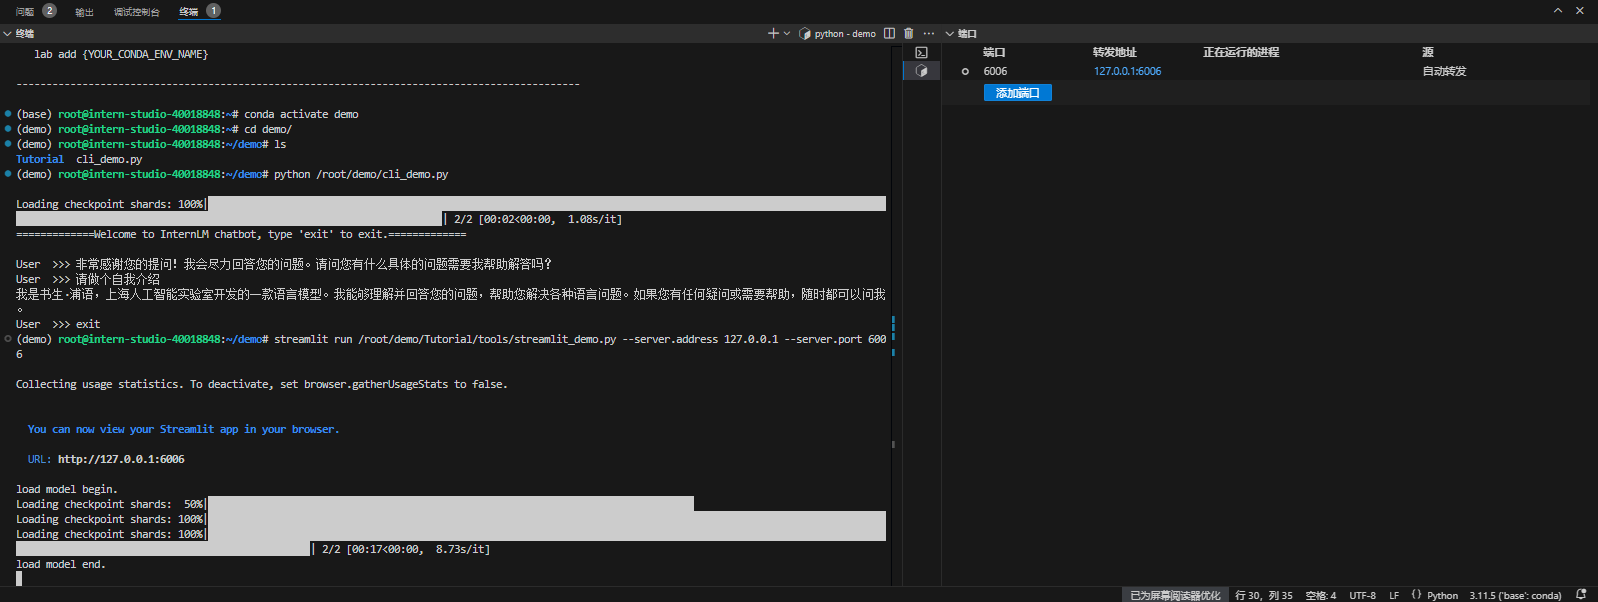 问题 2 输出 调试控制台 终端 1
终端
python - demo
端口
lab add {YOUR_CONDA_ENV_NAME}
----------------------------------------------------------------------------------------------
(base) root@intern-studio-40018848:~# conda activate demo
(demo) root@intern-studio-40018848:~# cd demo/
(demo) root@intern-studio-40018848:~/demo# ls
Tutorial  cli_demo.py
(demo) root@intern-studio-40018848:~/demo# python /root/demo/cli_demo.py
Loading checkpoint shards: 100%|
| 2/2 [00:02<00:00,  1.08s/it]
=============Welcome to InternLM chatbot, type 'exit' to exit.=============
User  >>> 非常感谢您的提问！我会尽力回答您的问题。请问您有什么具体的问题需要我帮助解答吗？
User  >>> 请做个自我介绍
我是书生·浦语，上海人工智能实验室开发的一款语言模型。我能够理解并回答您的问题，帮助您解决各种语言问题。如果您有任何疑问或需要帮助，随时都可以问我
。
User  >>> exit
(demo) root@intern-studio-40018848:~/demo# streamlit run /root/demo/Tutorial/tools/streamlit_demo.py --server.address 127.0.0.1 --server.port 600
6
Collecting usage statistics. To deactivate, set browser.gatherUsageStats to false.
You can now view your Streamlit app in your browser.
URL: http://127.0.0.1:6006
load model begin.
Loading checkpoint shards:  50%|
Loading checkpoint shards: 100%|
Loading checkpoint shards: 100%|
| 2/2 [00:17<00:00,  8.73s/it]
load model end.
端口 转发地址 正在运行的进程 源
6006 127.0.0.1:6006 自动转发
添加端口
已为屏幕阅读器优化 行 30，列 35 空格: 4 UTF-8 LF {} Python 3.11.5 ('base': conda)